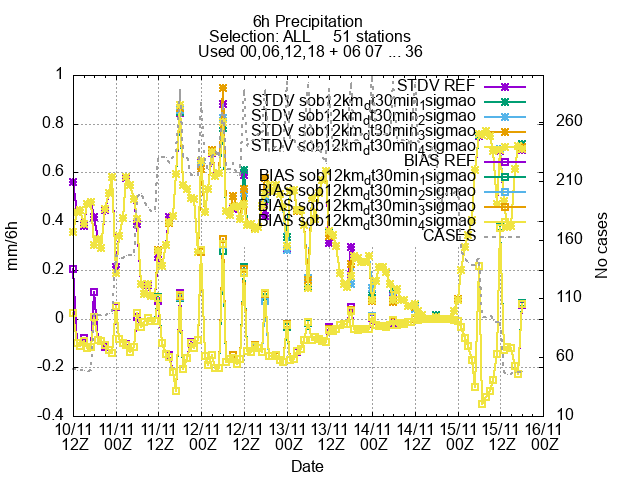 6h Precipitation
Selection: ALL 51 stations
Used 00,06,12,18 + 06 07 ... 36
STDV REF
STDV sob12km_dt30min_1sigmao
STDV sob12km_dt30min_2sigmao
STDV sob12km_dt30min_3sigmao
STDV sob12km_dt30min_4sigmao
BIAS REF
BIAS sob12km_dt30min_1sigmao
BIAS sob12km_dt30min_2sigmao
BIAS sob12km_dt30min_3sigmao
BIAS sob12km_dt30min_4sigmao
CASES
mm/6h
1
0.8
0.6
0.4
0.2
0
-0.2
-0.4
No cases
260
210
160
110
60
10
10/11 11/11 11/11 12/11 12/11 13/11 13/11 14/11 14/11 15/11 15/11 16/11
12Z 00Z 12Z 00Z 12Z 00Z 12Z 00Z 12Z 00Z 12Z 00Z
Date